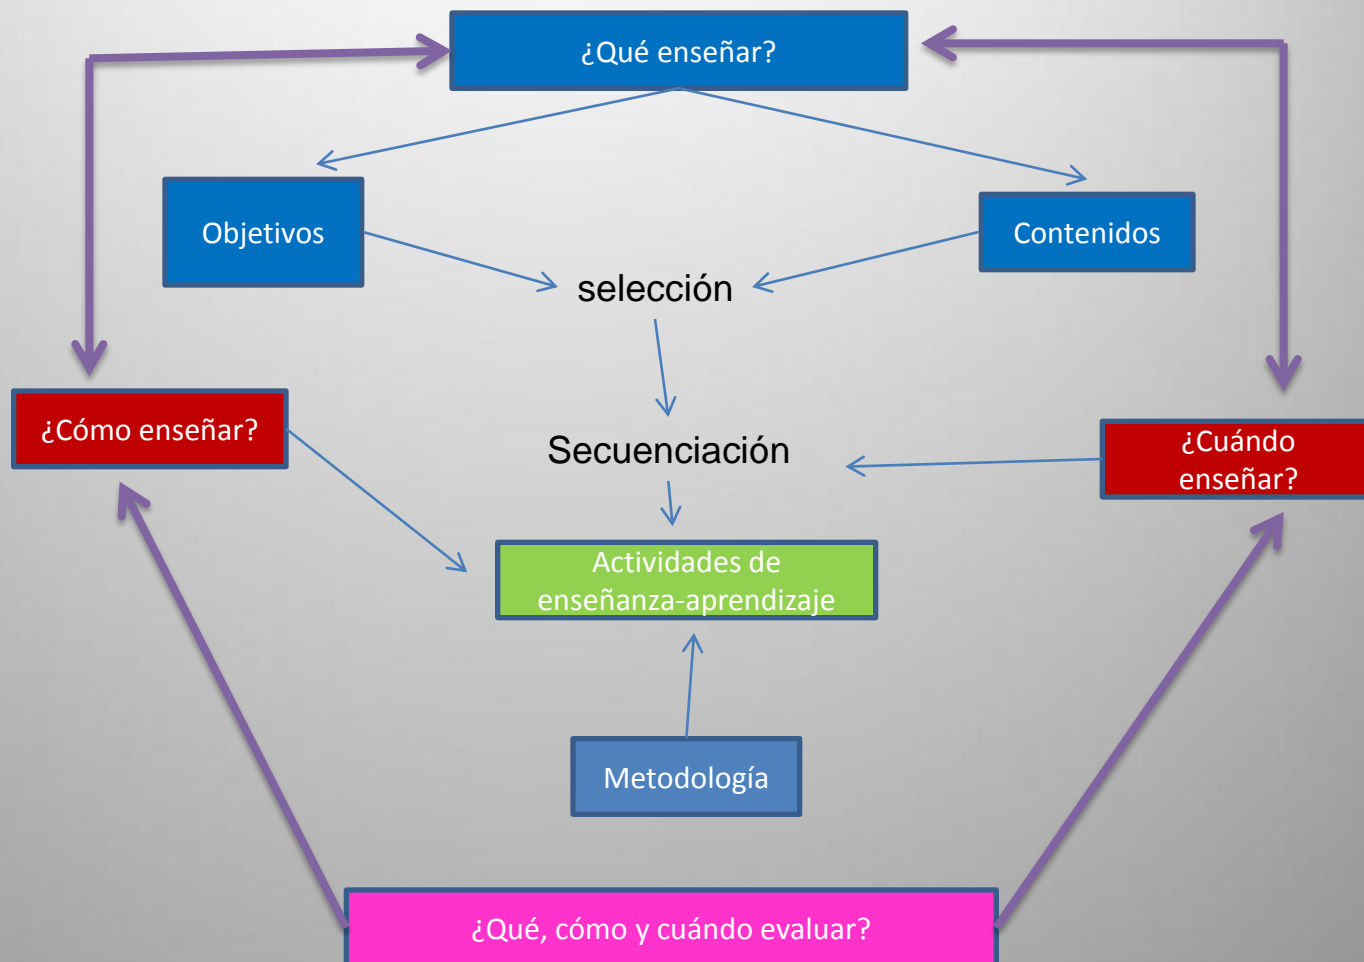 ¿Qué enseñar?
Objetivos
Contenidos
selección
¿Cómo enseñar?
Secuenciación
¿Cuándo
enseñar?
Actividades de
enseñanza-aprendizaje
Metodología
¿Qué, cómo y cuándo evaluar?